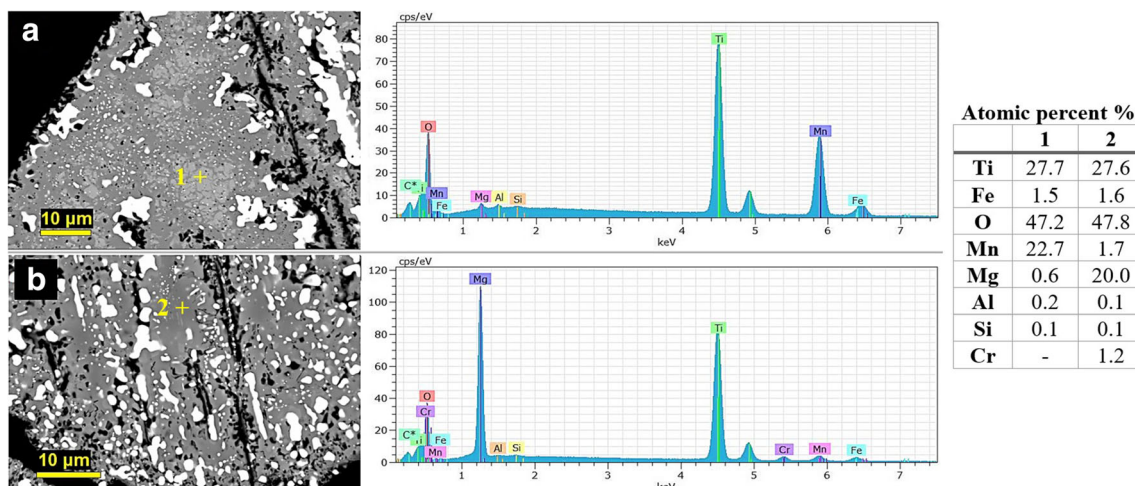 a
1 +
10 µm
cps/eV
80
70
60
50
40
30
20
10
0
C*
i
O
Mn
Fe
Mg
Al
Si
Ti
Mn
Fe
1 2 3 4 5 6 7
keV
b
2 +
10 µm
cps/eV
120
100
80
60
40
20
0
C*
i
O
Cr
Fe
Mn
Mg
Al
Si
Ti
Cr
Mn
Fe
1 2 3 4 5 6 7
keV
Atomic percent %
1 2
Ti 27.7 27.6
Fe 1.5 1.6
O 47.2 47.8
Mn 22.7 1.7
Mg 0.6 20.0
Al 0.2 0.1
Si 0.1 0.1
Cr - 1.2